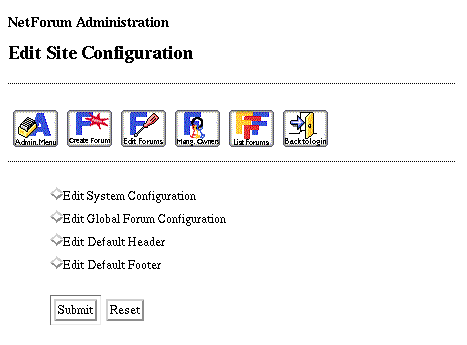 NetForum Administration
Edit Site Configuration
Admin. Menu Create Forum Edit Forums Mang. Owners List Forums Back to login
Edit System Configuration
Edit Global Forum Configuration
Edit Default Header
Edit Default Footer
Submit Reset